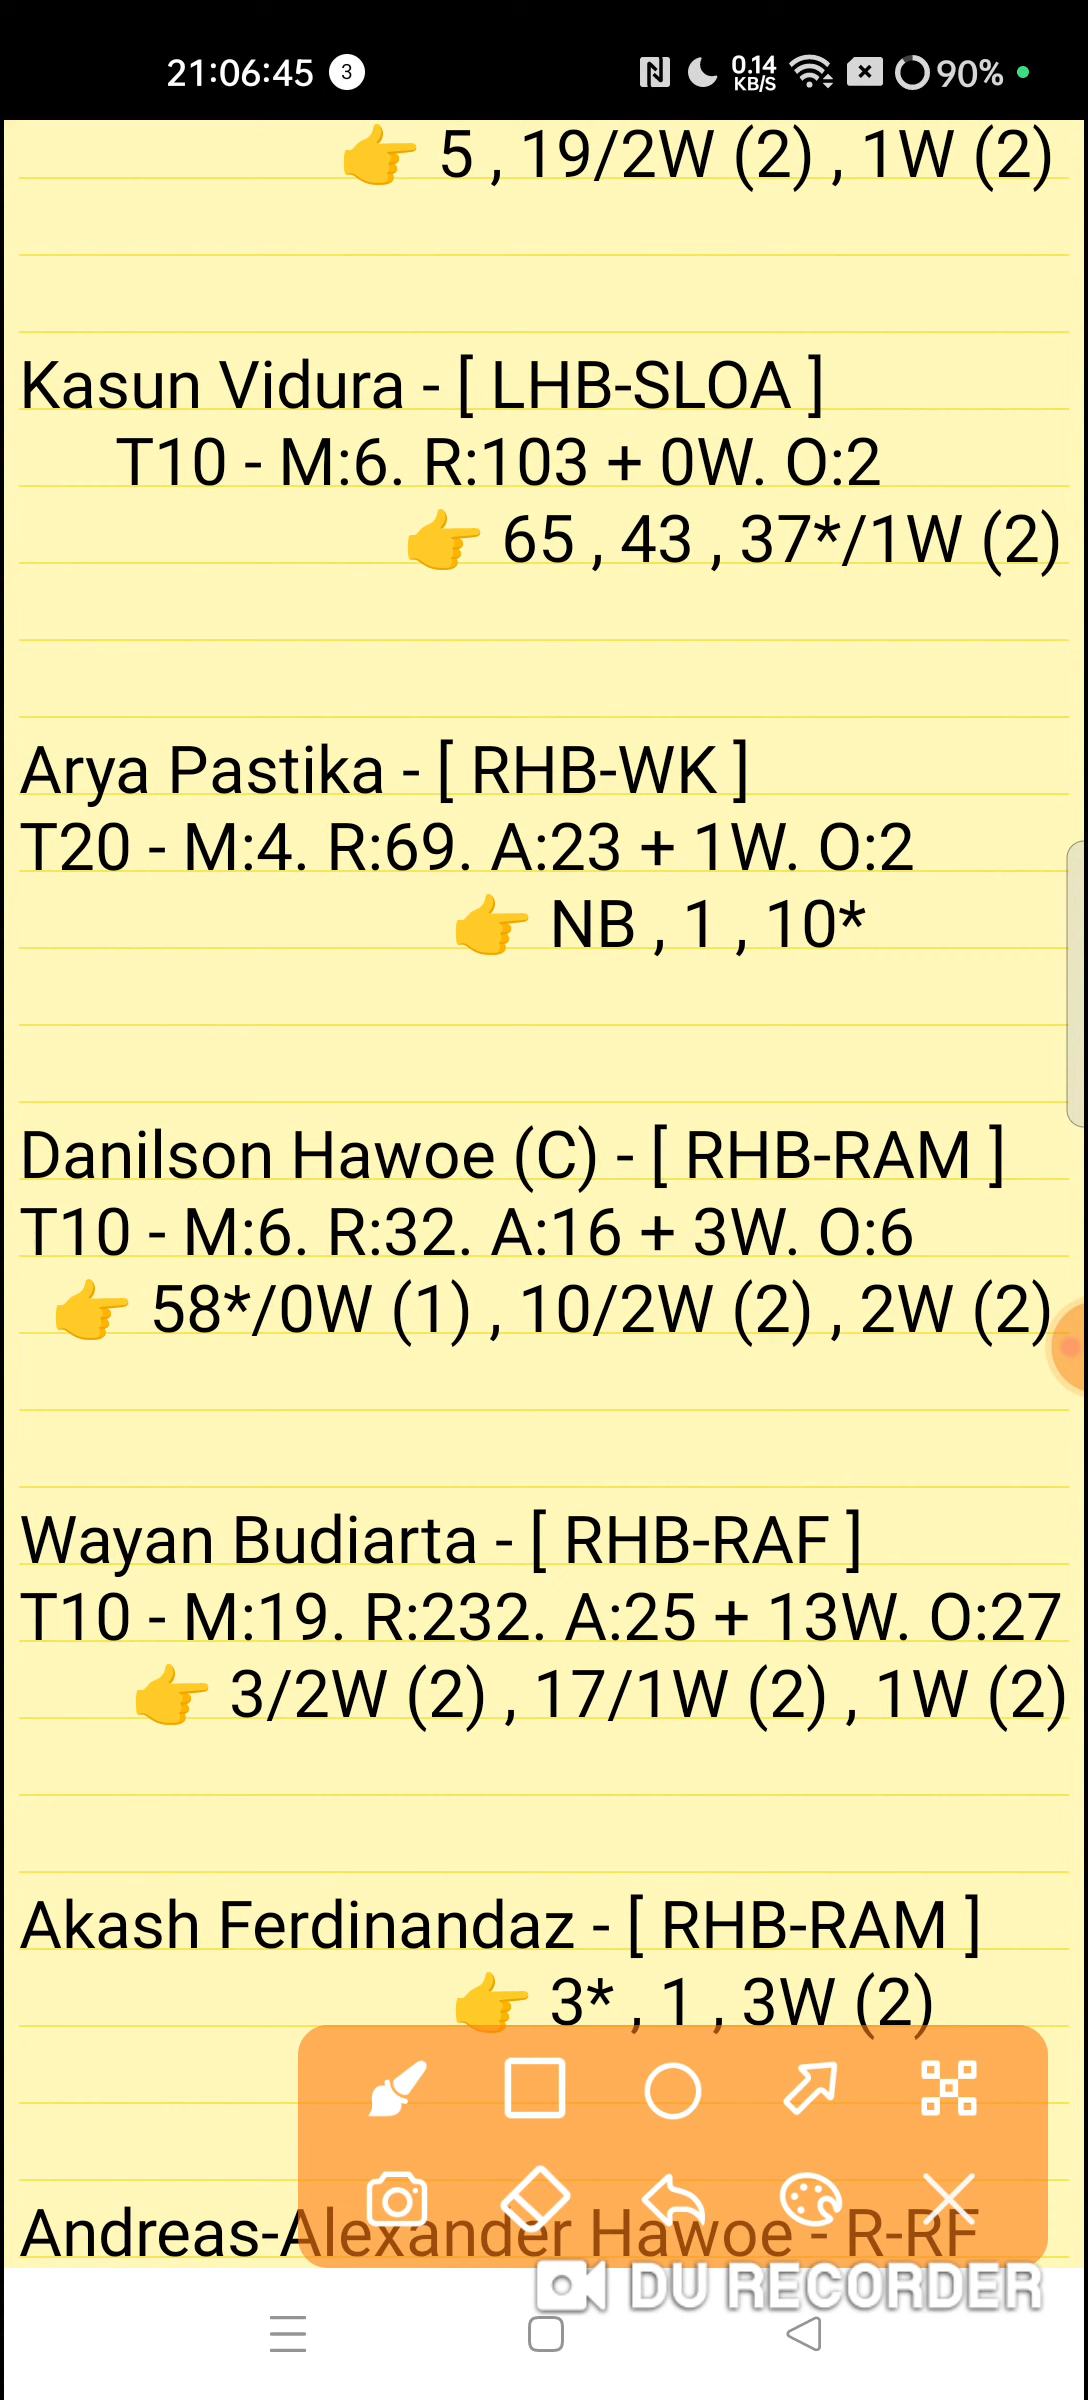 21:06:45 3 0.14 KB/S 90%
👉 5 , 19/2W (2) , 1W (2)
Kasun Vidura - [ LHB-SLOA ]
T10 - M:6. R:103 + 0W. O:2
👉 65 , 43 , 37*/1W (2)
Arya Pastika - [ RHB-WK ]
T20 - M:4. R:69. A:23 + 1W. O:2
👉 NB , 1 , 10*
Danilson Hawoe (C) - [ RHB-RAM ]
T10 - M:6. R:32. A:16 + 3W. O:6
👉 58*/0W (1) , 10/2W (2) , 2W (2)
Wayan Budiarta - [ RHB-RAF ]
T10 - M:19. R:232. A:25 + 13W. O:27
👉 3/2W (2) , 17/1W (2) , 1W (2)
Akash Ferdinandaz - [ RHB-RAM ]
👉 3* , 1 , 3W (2)
Andreas-Alexander Hawoe - R-RF
DU RECORDER